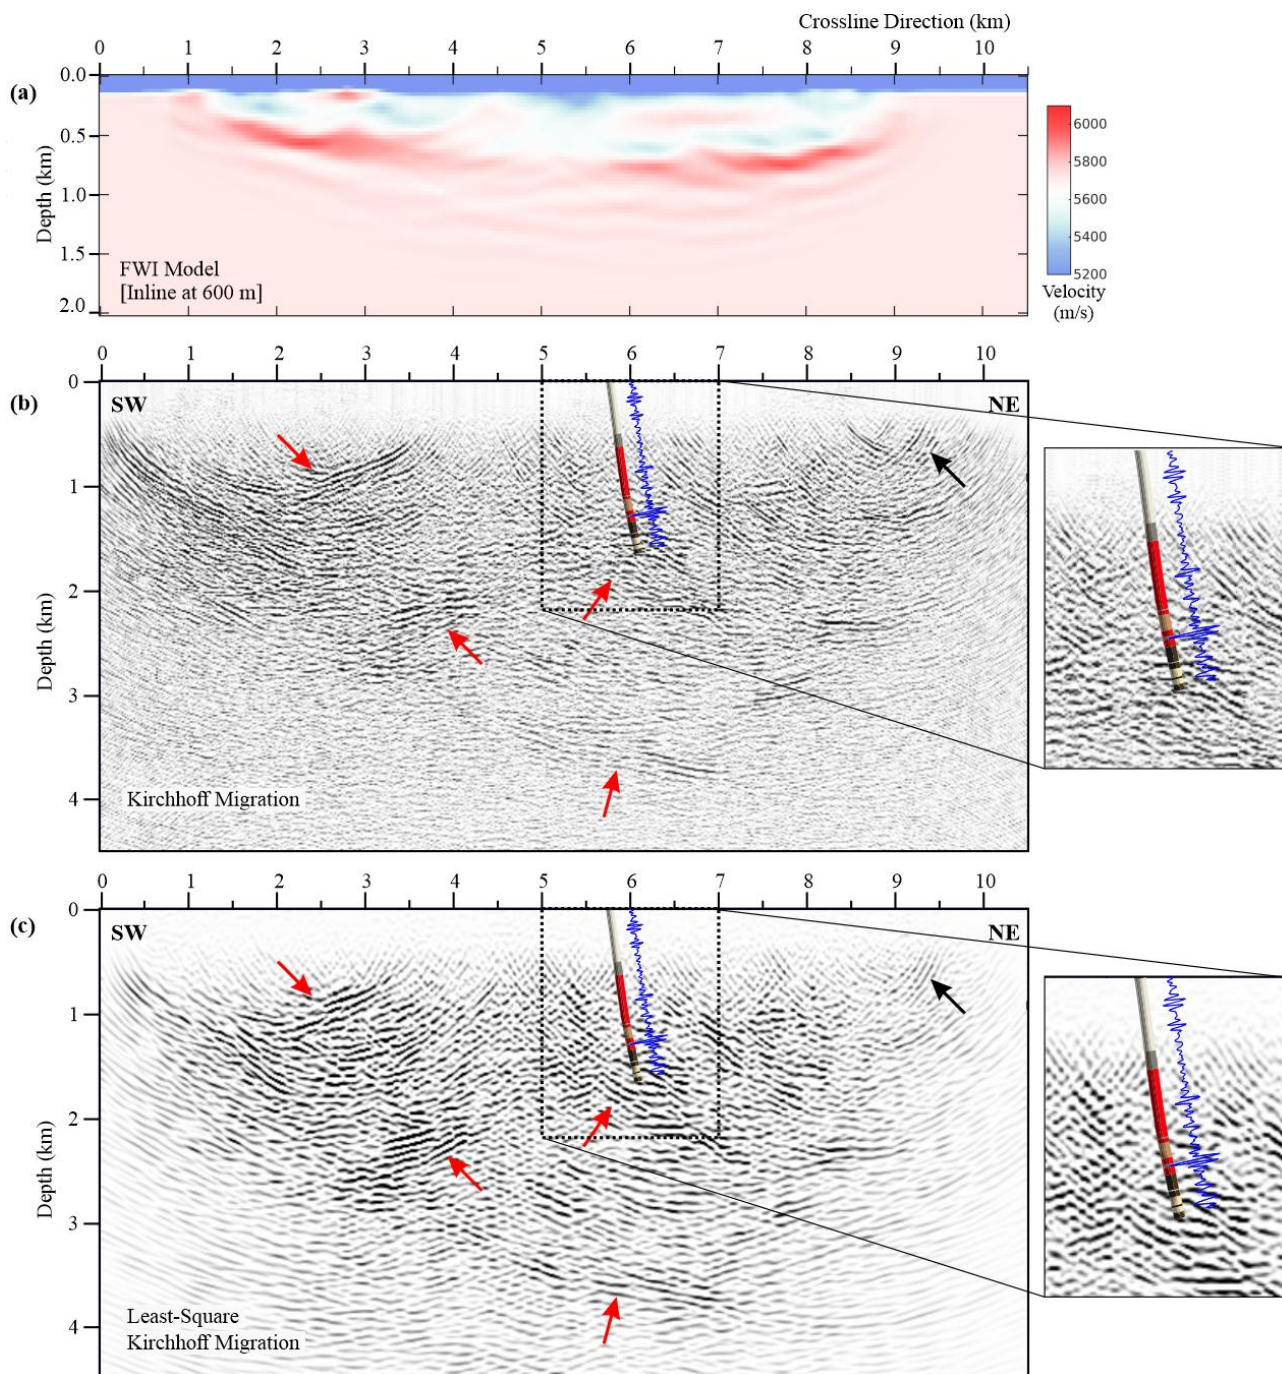 Crossline Direction (km)
0 1 2 3 4 5 6 7 8 9 10
(a)
0.0
0.5
1.0
1.5
2.0
Depth (km)
FWI Model
[Inline at 600 m]
6000
5800
5600
5400
5200
Velocity
(m/s)
0 1 2 3 4 5 6 7 8 9 10
(b)
0
1
2
3
4
Depth (km)
SW
NE
Kirchhoff Migration
0 1 2 3 4 5 6 7 8 9 10
(c)
0
1
2
3
4
Depth (km)
SW
NE
Least-Square
Kirchhoff Migration